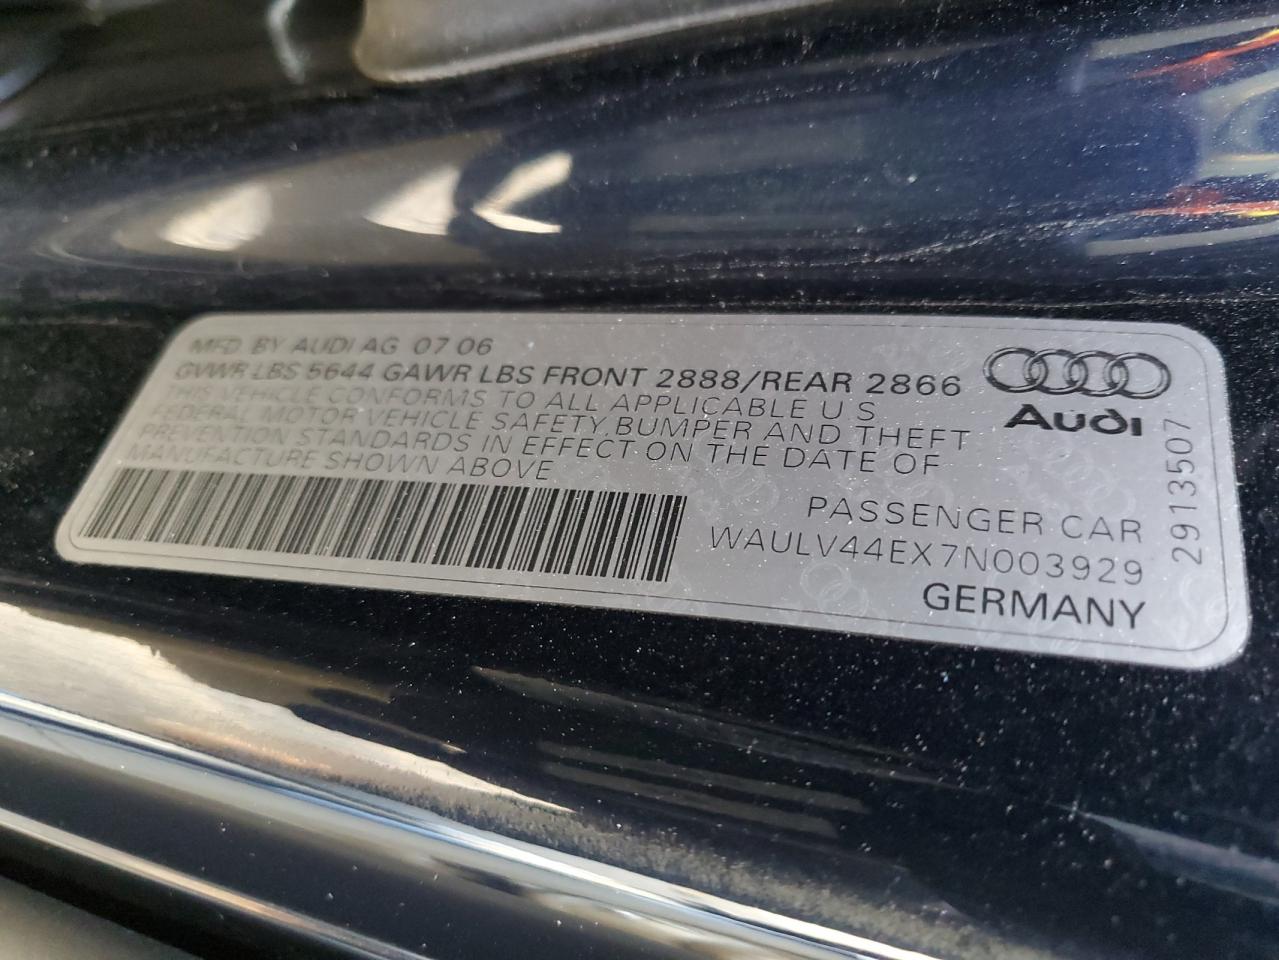 MFD BY AUDI AG 07 06
GVWR LBS 5644 GAWR LBS FRONT 2888/REAR 2866
THIS VEHICLE CONFORMS TO ALL APPLICABLE U S
FEDERAL MOTOR VEHICLE SAFETY, BUMPER AND THEFT
PREVENTION STANDARDS IN EFFECT ON THE DATE OF
MANUFACTURE SHOWN ABOVE
Audi
PASSENGER CAR
WAULV44EX7N003929
GERMANY
2913507